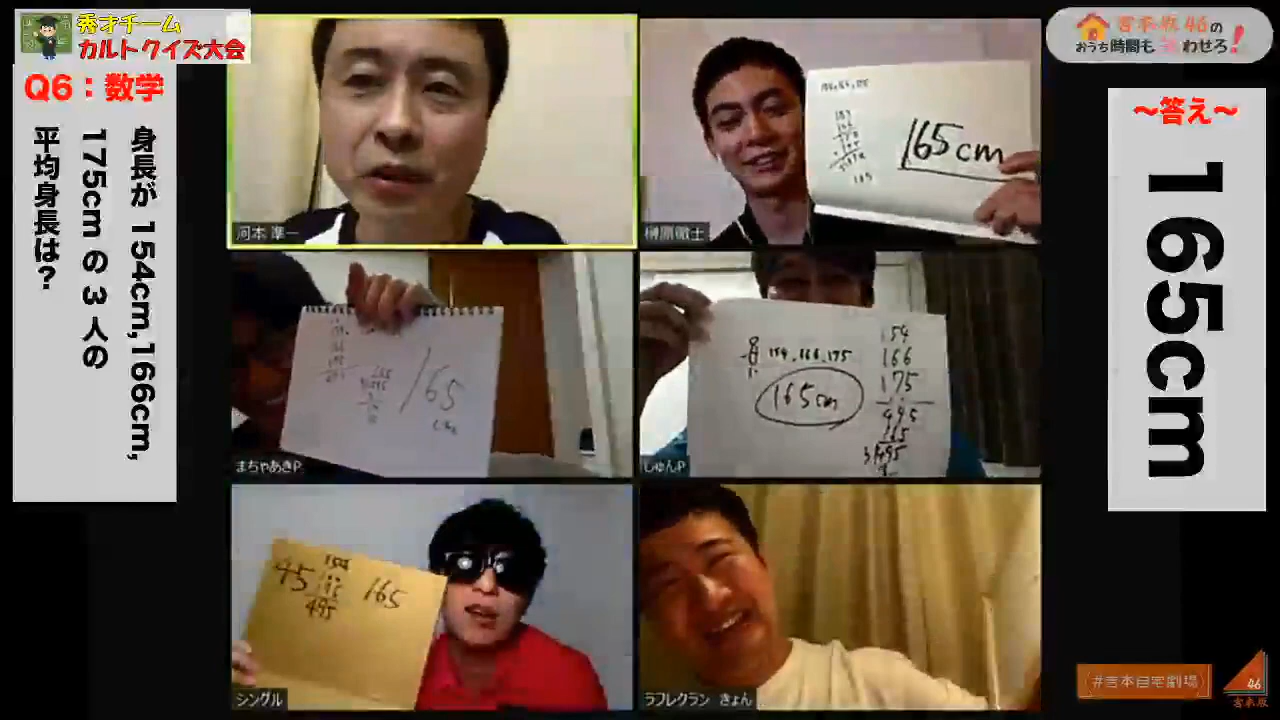 秀才チーム
カルトクイズ大会
Q6：数学
身長が 154cm,166cm,
175cm の 3 人の
平均身長は？
吉本坂46の
おうち時間も 笑わせろ！
〜答え〜
165cm
河本 準一
165cm
榊原徹士
165
cm
まちゃあきP
154.166.175
165cm
154
166
175
495
165
3 495
しゅんP
45
154
495
165
シングル
ラフレクラン きょん
#吉本自宅劇場
46
吉本坂